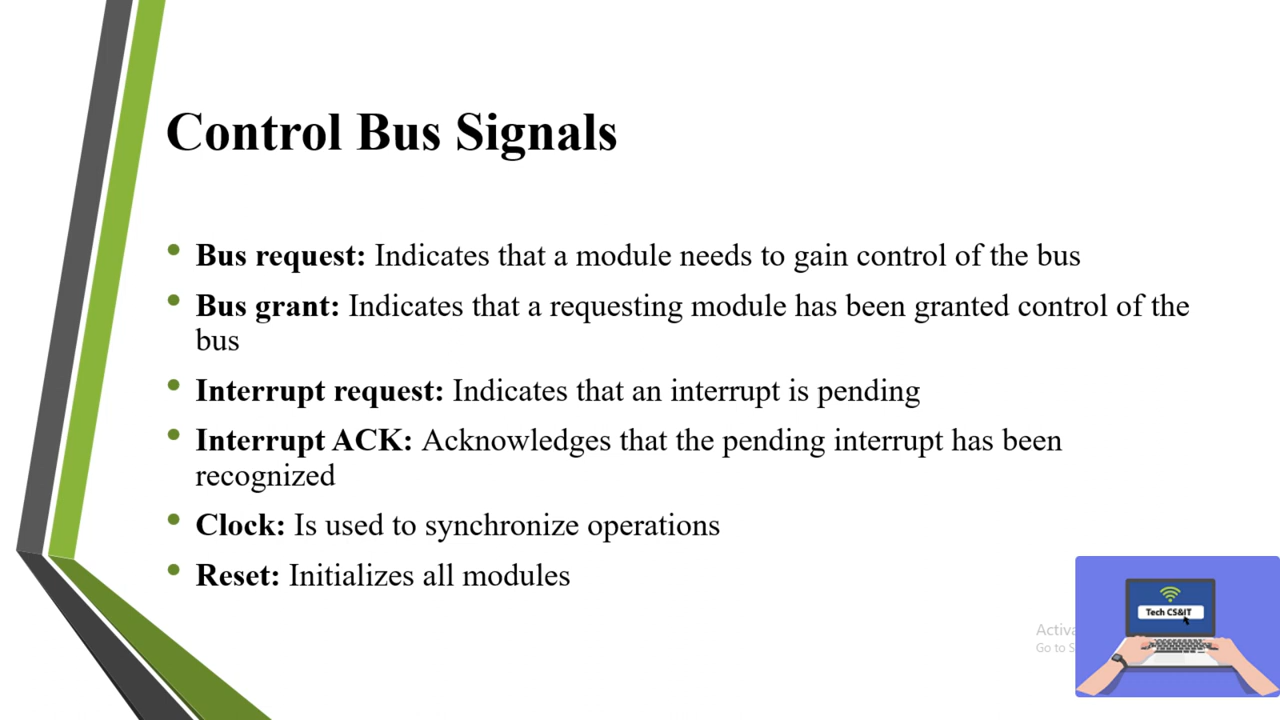 Control Bus Signals
• Bus request: Indicates that a module needs to gain control of the bus
• Bus grant: Indicates that a requesting module has been granted control of the
bus
• Interrupt request: Indicates that an interrupt is pending
• Interrupt ACK: Acknowledges that the pending interrupt has been
recognized
• Clock: Is used to synchronize operations
• Reset: Initializes all modules
Tech CS&IT
Go to